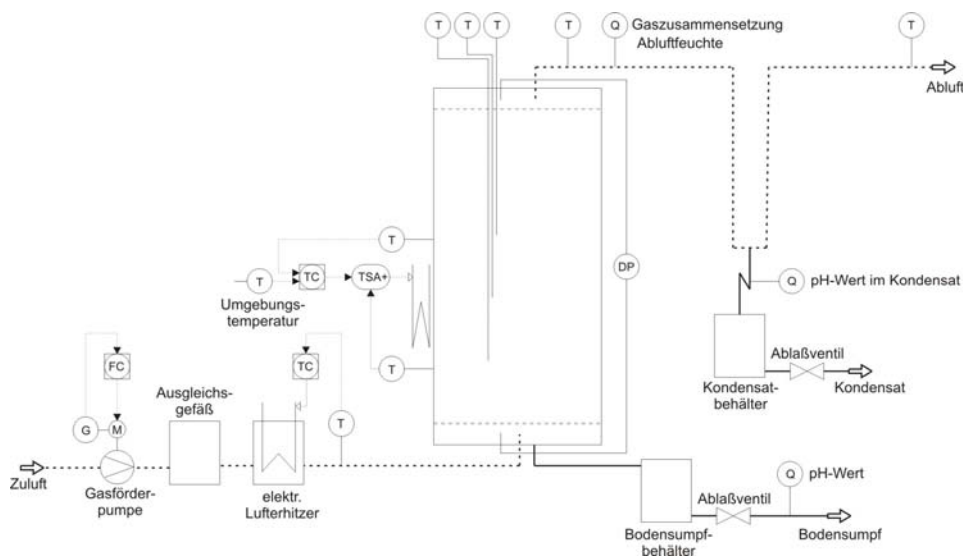 T
T
T
T
Q
Gaszusammensetzung
Abluftfeuchte
T
Abluft
T
T
TC
TSA+
Umgebungs-
temperatur
DP
Q
pH-Wert im Kondensat
FC
TC
T
Ausgleichs-
gefäß
Ablaßventil
Kondensat
Kondensat-
behälter
G
M
T
Zuluft
Gasförder-
pumpe
elektr.
Lufterhitzer
Q
pH-Wert
Ablaßventil
Bodensumpf
Bodensumpf-
behälter